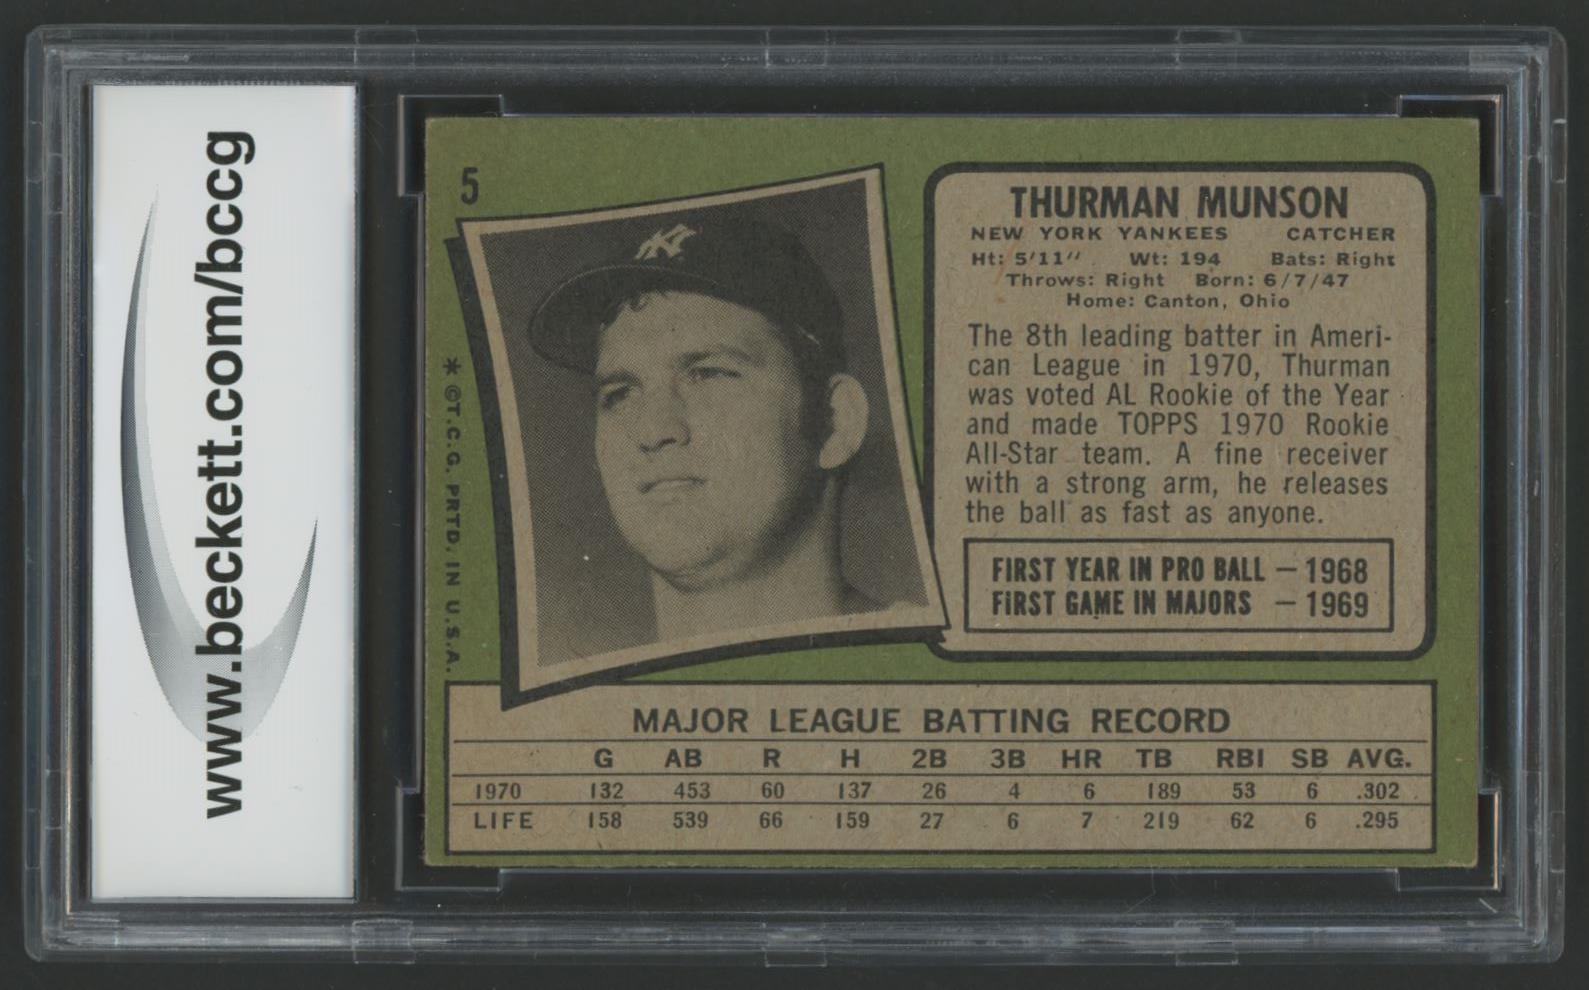 www.beckett.com/bccg
5
NY
* ©T.C.G. PRTD. IN U.S.A.
THURMAN MUNSON
NEW YORK YANKEES CATCHER
Ht: 5'11" Wt: 194 Bats: Right
Throws: Right Born: 6/7/47
Home: Canton, Ohio
The 8th leading batter in Ameri-
can League in 1970, Thurman
was voted AL Rookie of the Year
and made TOPPS 1970 Rookie
All-Star team. A fine receiver
with a strong arm, he releases
the ball as fast as anyone.
FIRST YEAR IN PRO BALL — 1968
FIRST GAME IN MAJORS — 1969
MAJOR LEAGUE BATTING RECORD
G AB R H 2B 3B HR TB RBI SB AVG.
1970 132 453 60 137 26 4 6 189 53 6 .302
LIFE 158 539 66 159 27 6 7 219 62 6 .295